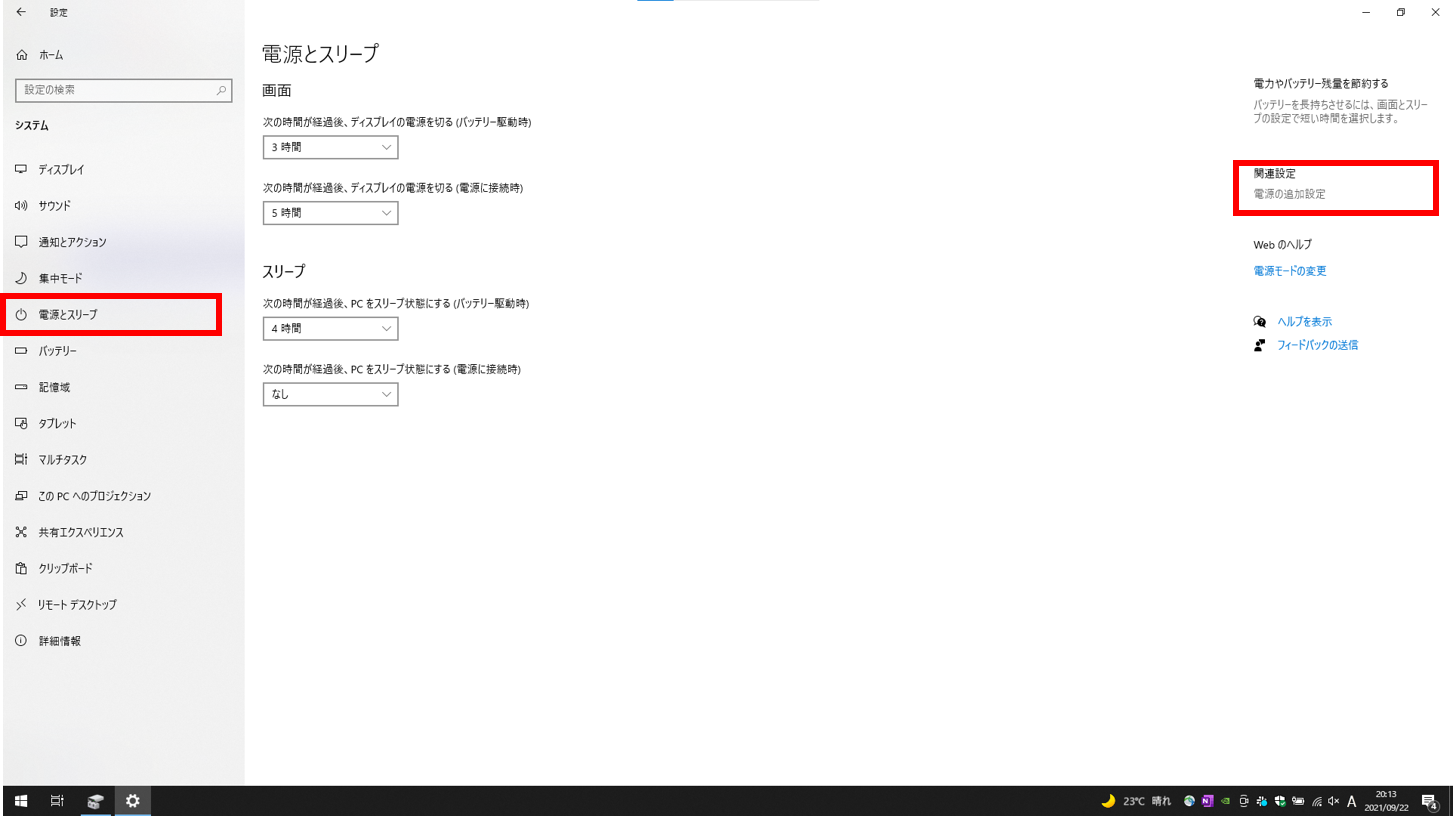 設定
ホーム
設定の検索
システム
ディスプレイ
サウンド
通知とアクション
集中モード
電源とスリープ
バッテリー
記憶域
タブレット
マルチタスク
この PC へのプロジェクション
共有エクスペリエンス
クリップボード
リモート デスクトップ
詳細情報
電源とスリープ
画面
次の時間が経過後、ディスプレイの電源を切る (バッテリー駆動時)
3 時間
次の時間が経過後、ディスプレイの電源を切る (電源に接続時)
5 時間
スリープ
次の時間が経過後、PC をスリープ状態にする (バッテリー駆動時)
4 時間
次の時間が経過後、PC をスリープ状態にする (電源に接続時)
なし
電力やバッテリー残量を節約する
バッテリーを長持ちさせるには、画面とスリー
プの設定で短い時間を選択します。
関連設定
電源の追加設定
Web のヘルプ
電源モードの変更
ヘルプを表示
フィードバックの送信
23°C 晴れ
N
A
20:13
2021/09/22
4